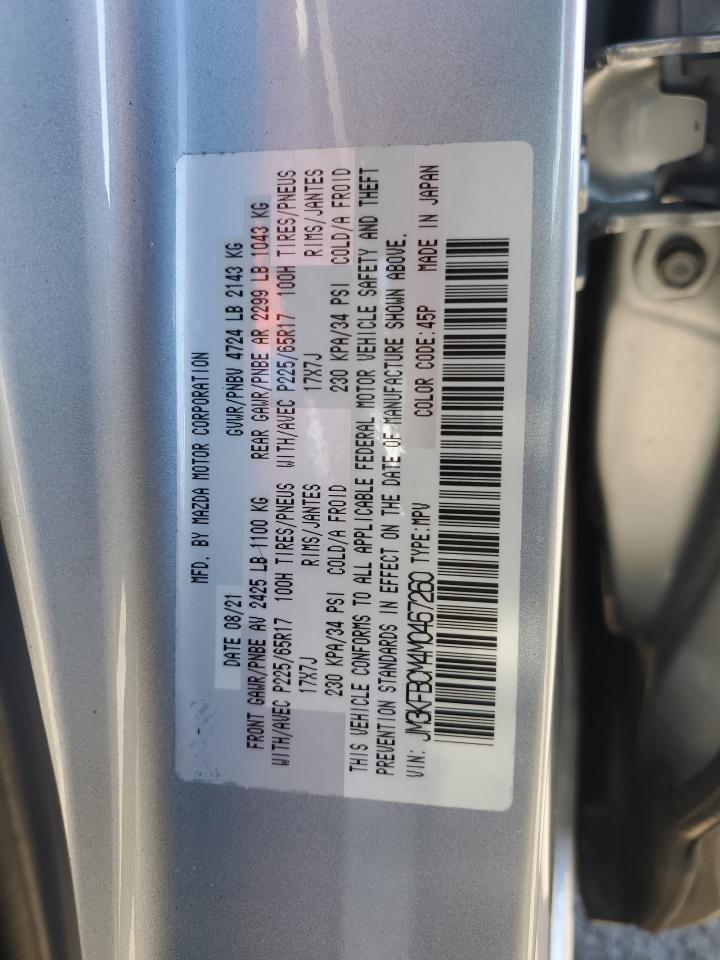 MFD. BY MAZDA MOTOR CORPORATION
DATE 08/21 GVWR/PNBV 4724 LB 2143 KG
FRONT GAWR/PNBE AV 2425 LB 1100 KG REAR GAWR/PNBE AR 2299 LB 1043 KG
WITH/AVEC P225/65R17 100H TIRES/PNEUS WITH/AVEC P225/65R17 100H TIRES/PNEUS
17X7J RIMS/JANTES 17X7J RIMS/JANTES
230 KPA/34 PSI COLD/A FROID 230 KPA/34 PSI COLD/A FROID
THIS VEHICLE CONFORMS TO ALL APPLICABLE FEDERAL MOTOR VEHICLE SAFETY AND THEFT
PREVENTION STANDARDS IN EFFECT ON THE DATE OF MANUFACTURE SHOWN ABOVE.
VIN: JM3KFBCM4M0467260 TYPE:MPV COLOR CODE:45P MADE IN JAPAN